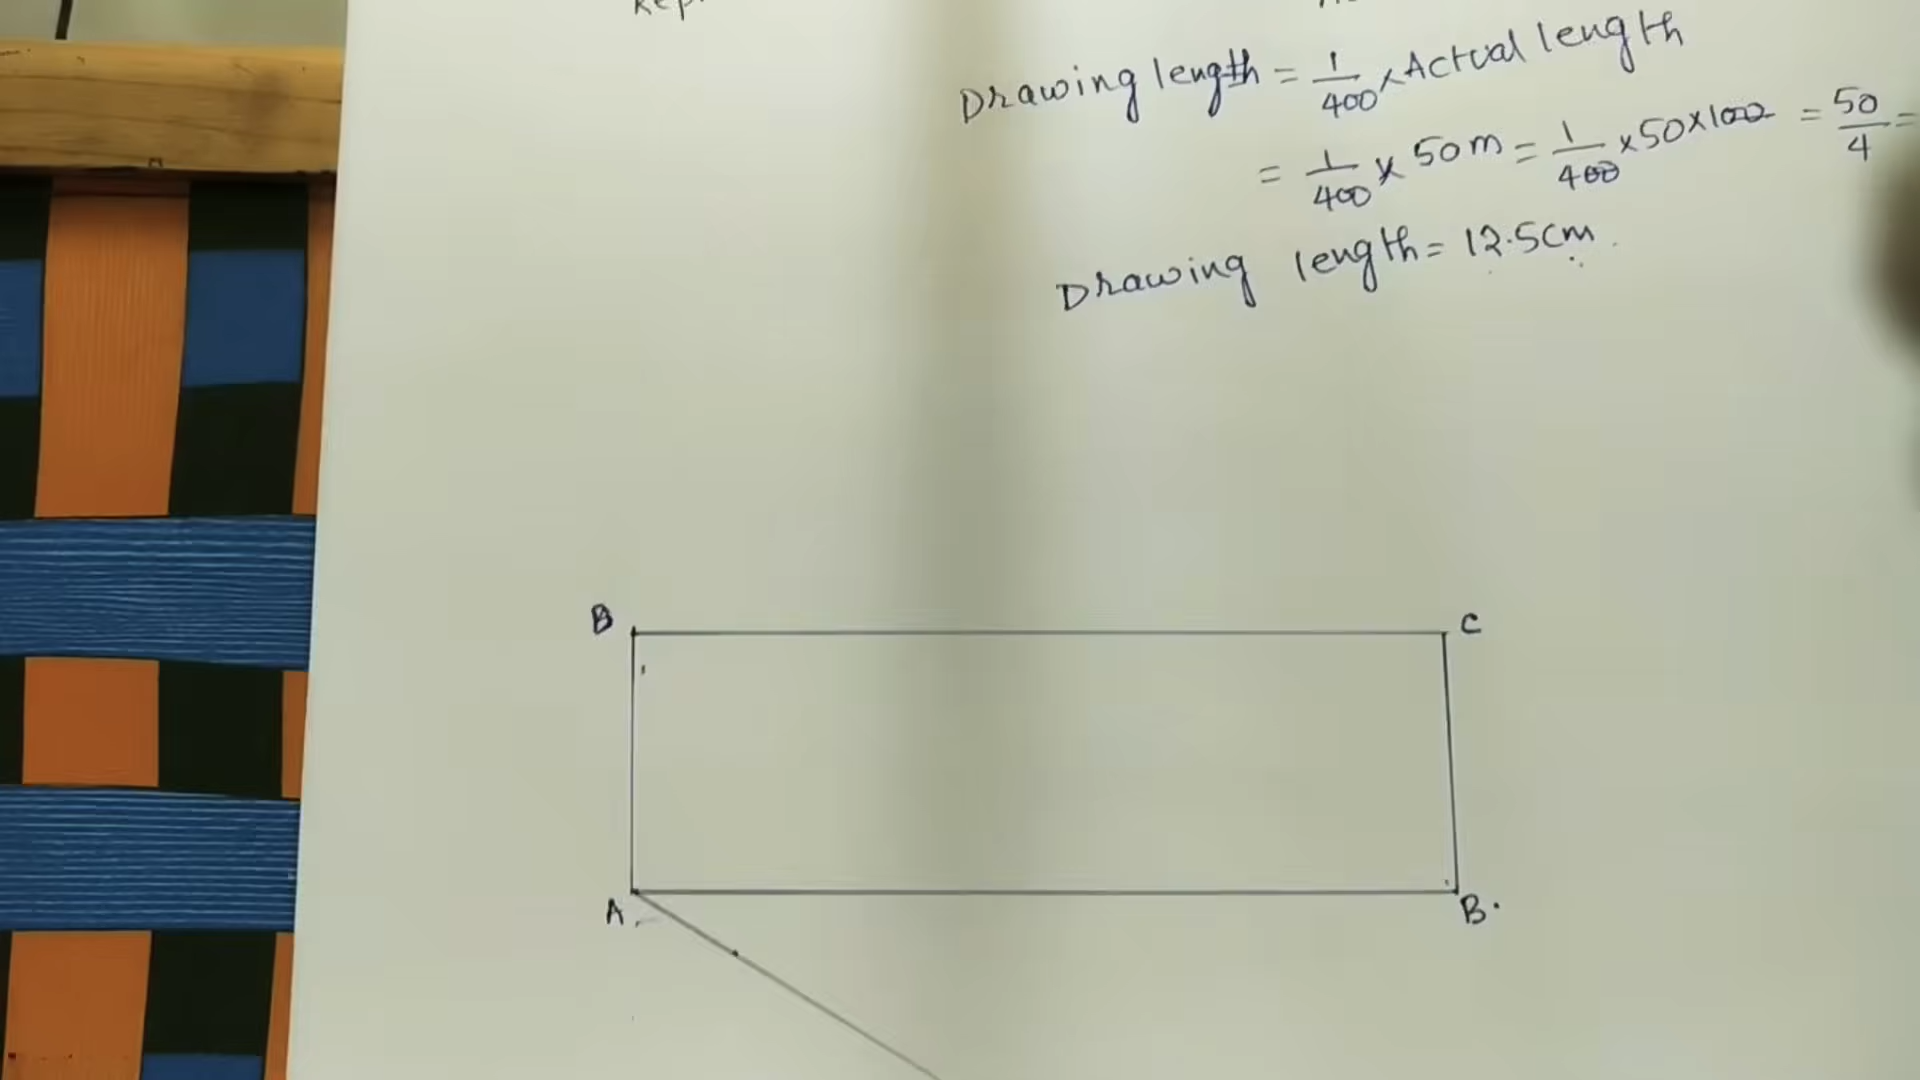 Drawing length = 1/400 × Actual length
= 1/400 × 50m = 1/400 × 50×100 = 50/4 =
Drawing length = 12.5cm
B C
A B.